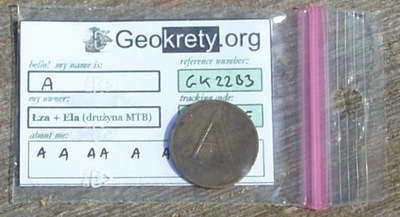 Geokrety.org
hello! my name is:
reference number:
A
GK22B3
my owner:
tracking code:
Łza + Ela (drużyna MTB)
about me:
A A AA A A